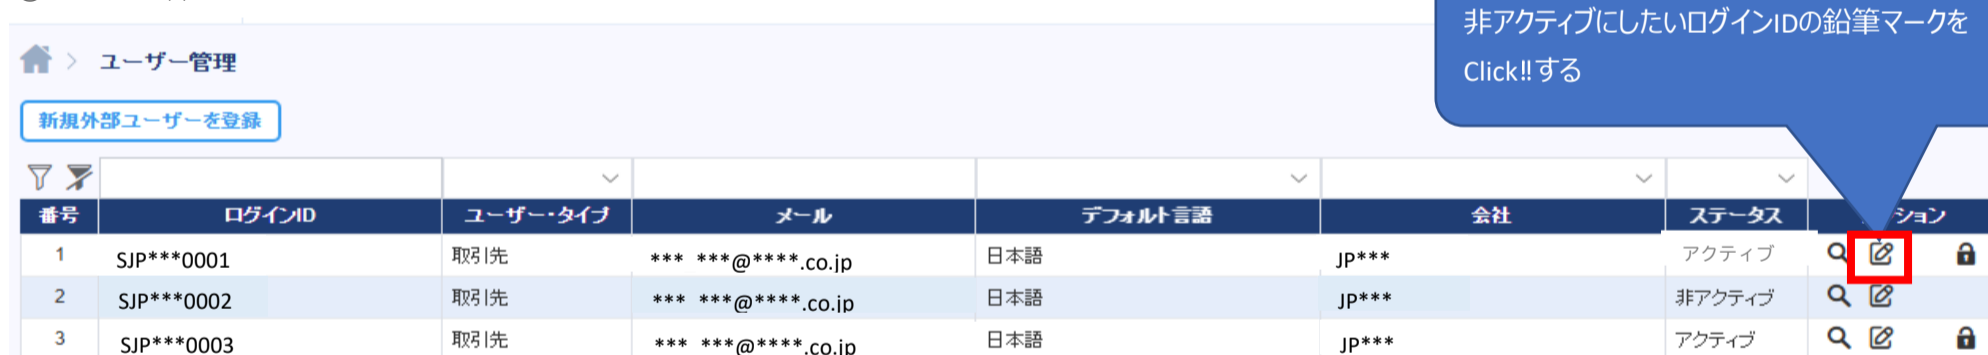 非アクティブにしたいログインIDの鉛筆マークを
Click!!する
ユーザー管理
新規外部ユーザーを登録
番号 ログインID ユーザー・タイプ メール デフォルト言語 会社 ステータス ション
1 SJP***0001 取引先 *** ***@****.co.jp 日本語 JP*** アクティブ
2 SJP***0002 取引先 *** ***@****.co.jp 日本語 JP*** 非アクティブ
3 SJP***0003 取引先 *** ***@****.co.jp 日本語 JP*** アクティブ